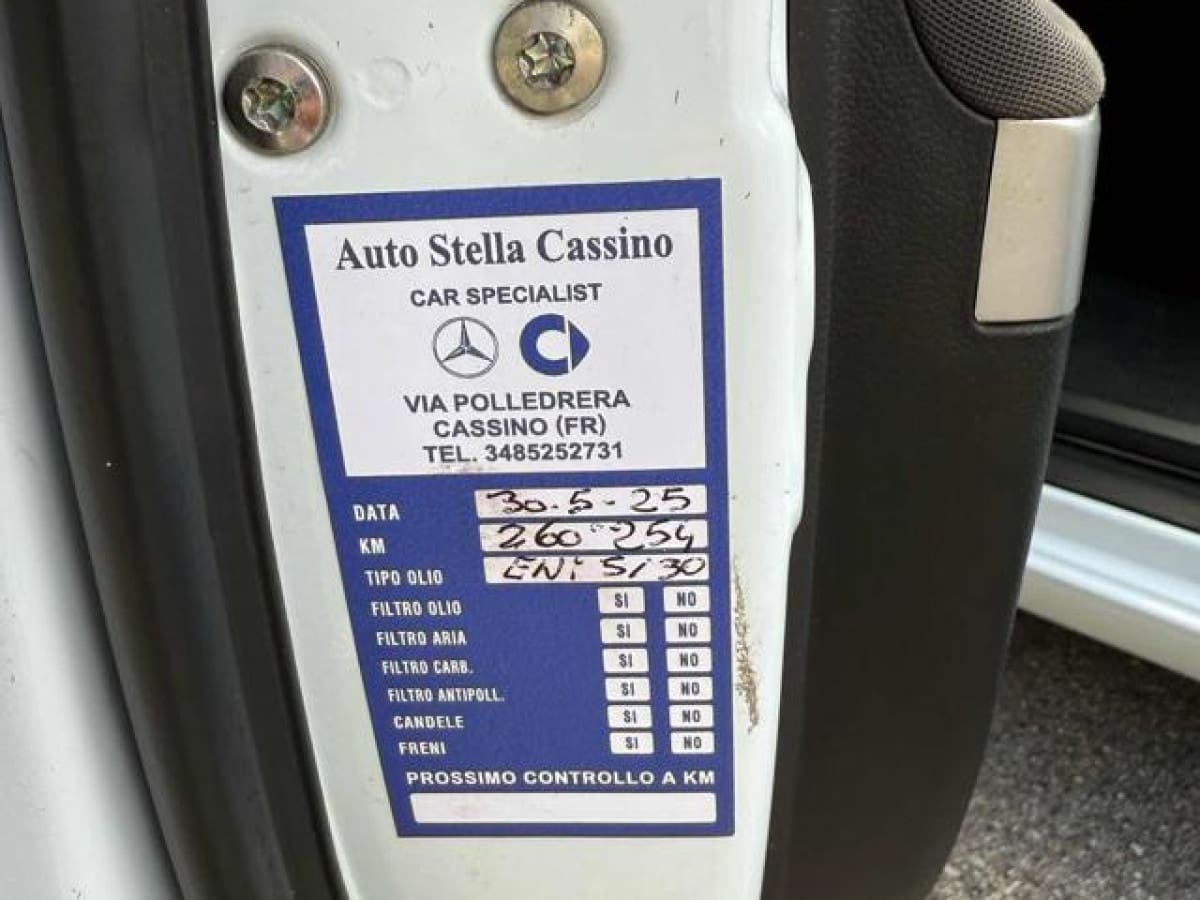 Auto Stella Cassino
CAR SPECIALIST
VIA POLLEDRERA
CASSINO (FR)
TEL. 3485252731
DATA 30.5-25
KM 260-254
TIPO OLIO ENI 5/30
FILTRO OLIO SI NO
FILTRO ARIA SI NO
FILTRO CARB. SI NO
FILTRO ANTIPOLL. SI NO
CANDELE SI NO
FRENI SI NO
PROSSIMO CONTROLLO A KM